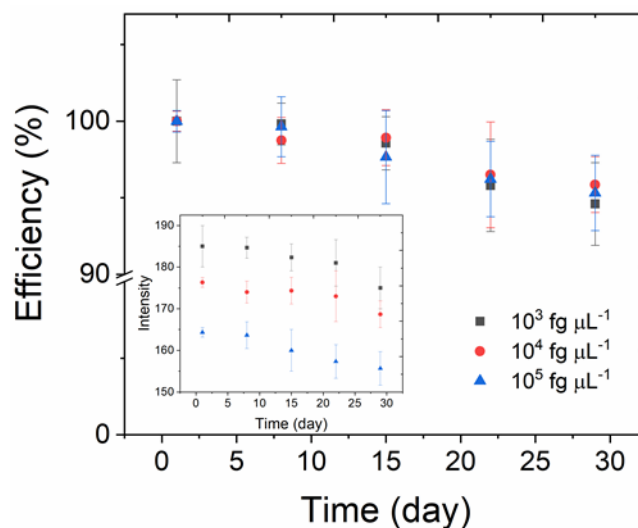 Efficiency (%)
100
90
0
Intensity
190
180
170
160
150
0 5 10 15 20 25 30
Time (day)
10³ fg µL⁻¹
10⁴ fg µL⁻¹
10⁵ fg µL⁻¹
0 5 10 15 20 25 30
Time (day)